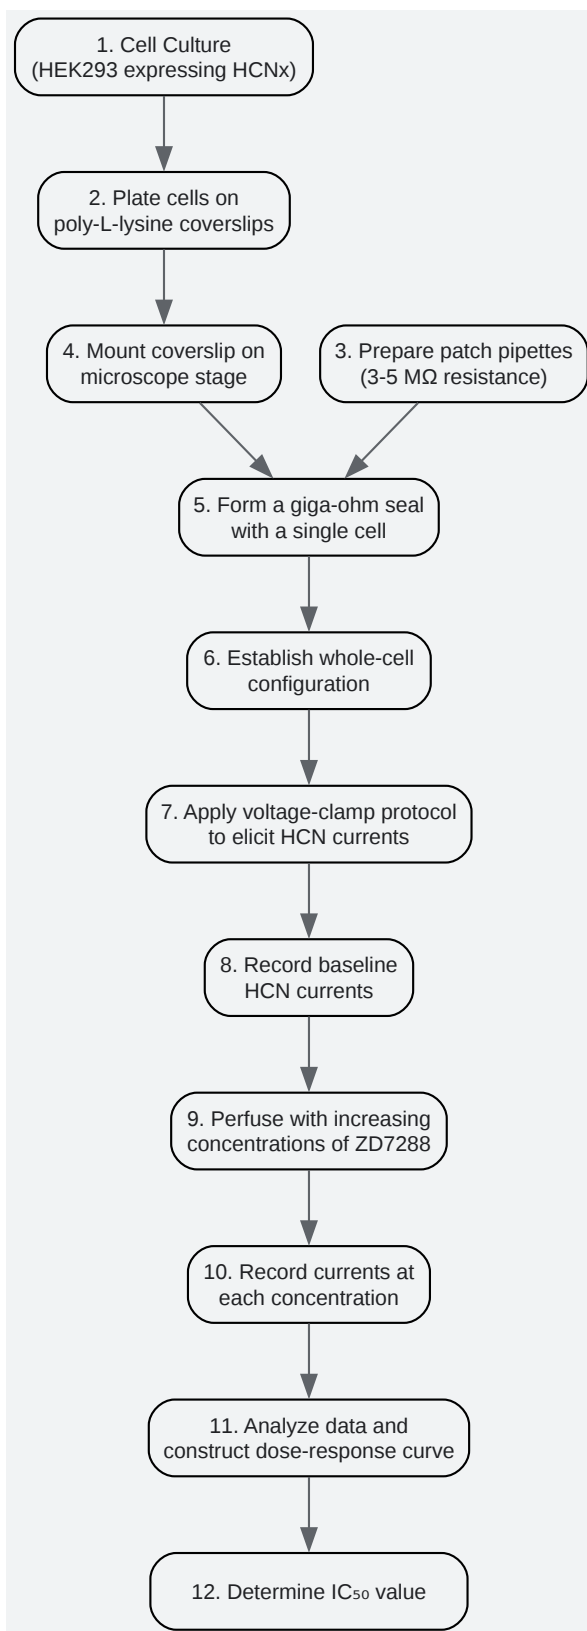 1. Cell Culture
(HEK293 expressing HCNx)
2. Plate cells on
poly-L-lysine coverslips
4. Mount coverslip on
microscope stage
3. Prepare patch pipettes
(3-5 MΩ resistance)
5. Form a giga-ohm seal
with a single cell
6. Establish whole-cell
configuration
7. Apply voltage-clamp protocol
to elicit HCN currents
8. Record baseline
HCN currents
9. Perfuse with increasing
concentrations of ZD7288
10. Record currents at
each concentration
11. Analyze data and
construct dose-response curve
12. Determine IC₅₀ value